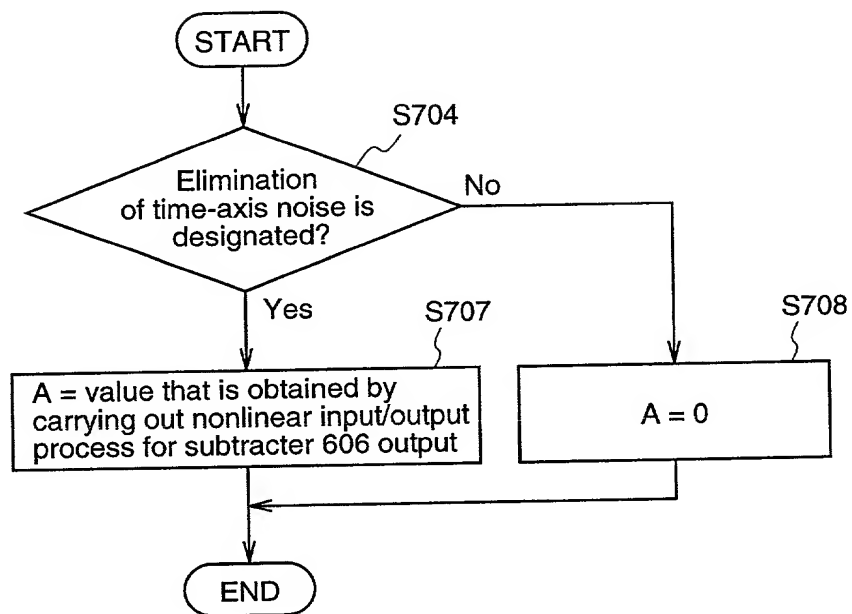 START
S704
Elimination
of time-axis noise is
designated?
No
Yes
S707
S708
A = value that is obtained by
carrying out nonlinear input/output
process for subtracter 606 output
A = 0
END